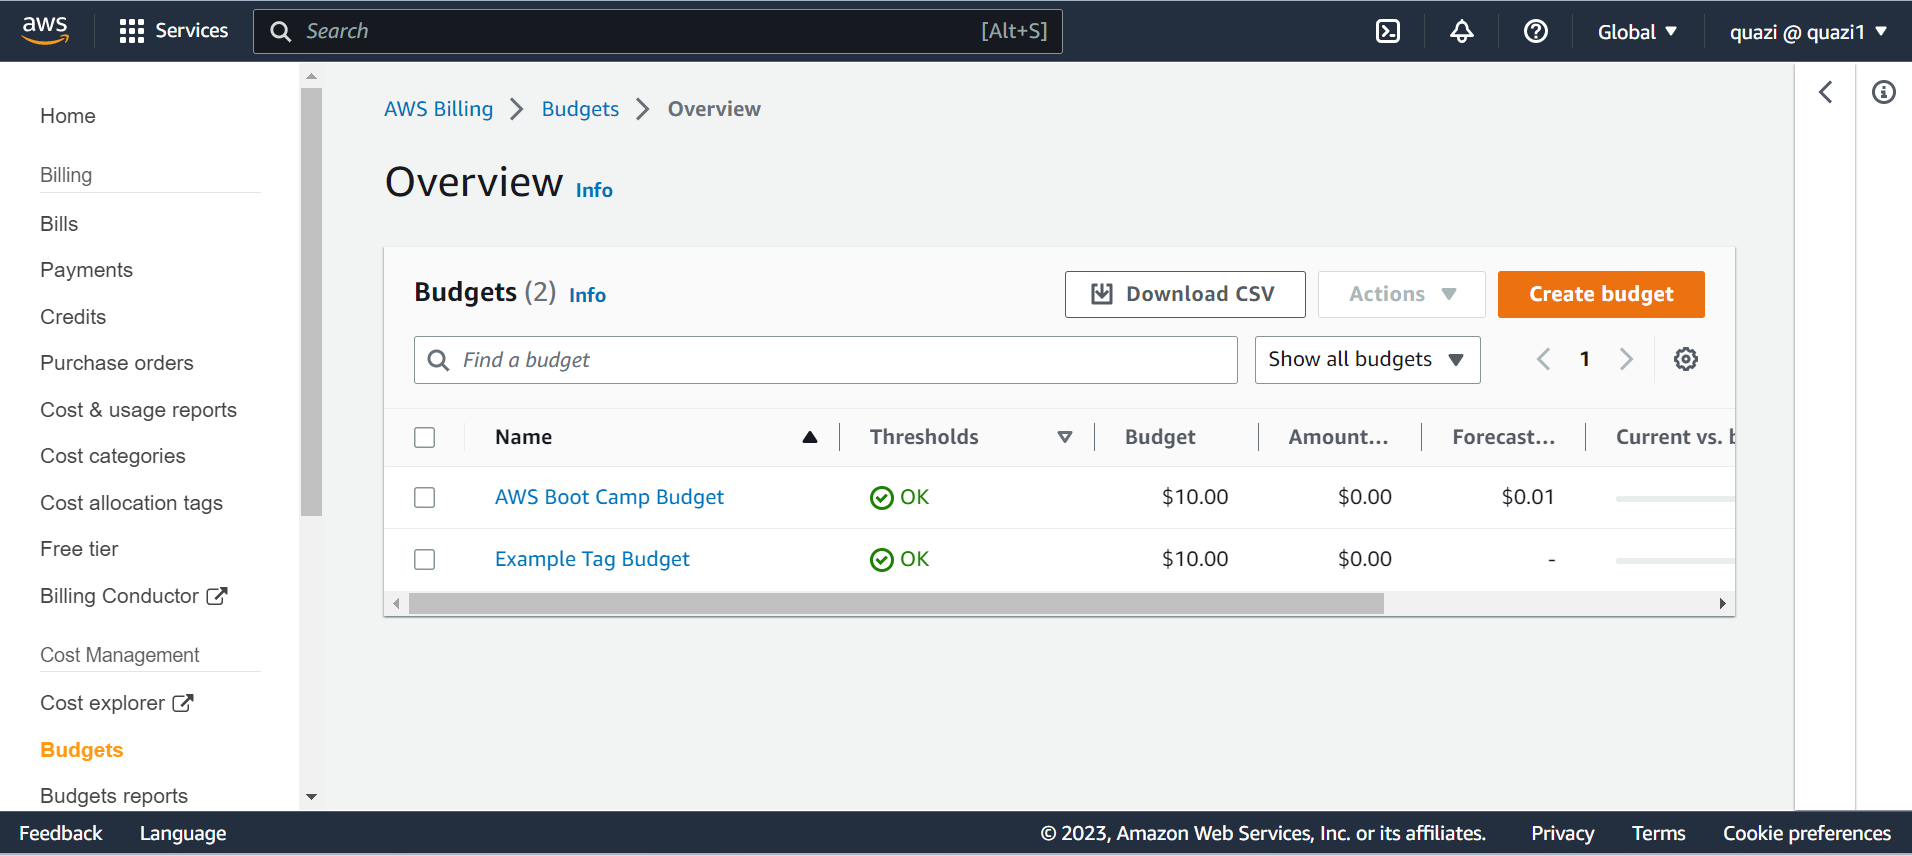 aws
Services
Search
[Alt+S]
Global
quazi @ quazi1
Home
Billing
Bills
Payments
Credits
Purchase orders
Cost & usage reports
Cost categories
Cost allocation tags
Free tier
Billing Conductor
Cost Management
Cost explorer
Budgets
Budgets reports
AWS Billing
Budgets
Overview
Overview Info
Budgets (2) Info
Download CSV
Actions
Create budget
Find a budget
Show all budgets
1
Name Thresholds Budget Amount... Forecast... Current vs. b
AWS Boot Camp Budget OK $10.00 $0.00 $0.01
Example Tag Budget OK $10.00 $0.00 -
Feedback
Language
© 2023, Amazon Web Services, Inc. or its affiliates.
Privacy
Terms
Cookie preferences